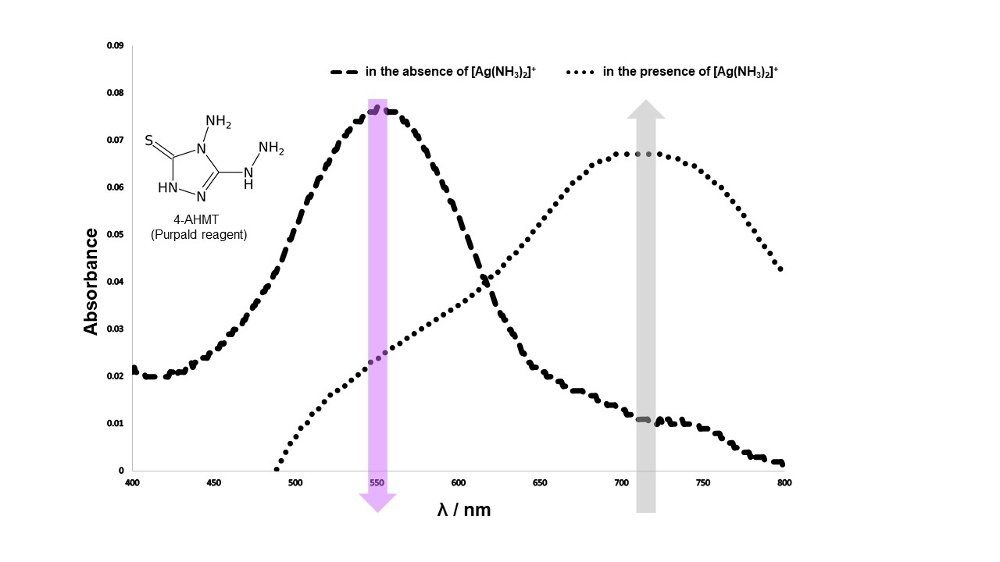 0.09
in the absence of [Ag(NH₃)₂]⁺ in the presence of [Ag(NH₃)₂]⁺
0.08
NH₂
0.07
S N NH₂
0.06
HN N N
H
4-AHMT
(Purpald reagent)
0.05
0.04
0.03
0.02
0.01
0
Absorbance
400 450 500 550 600 650 700 750 800
λ / nm